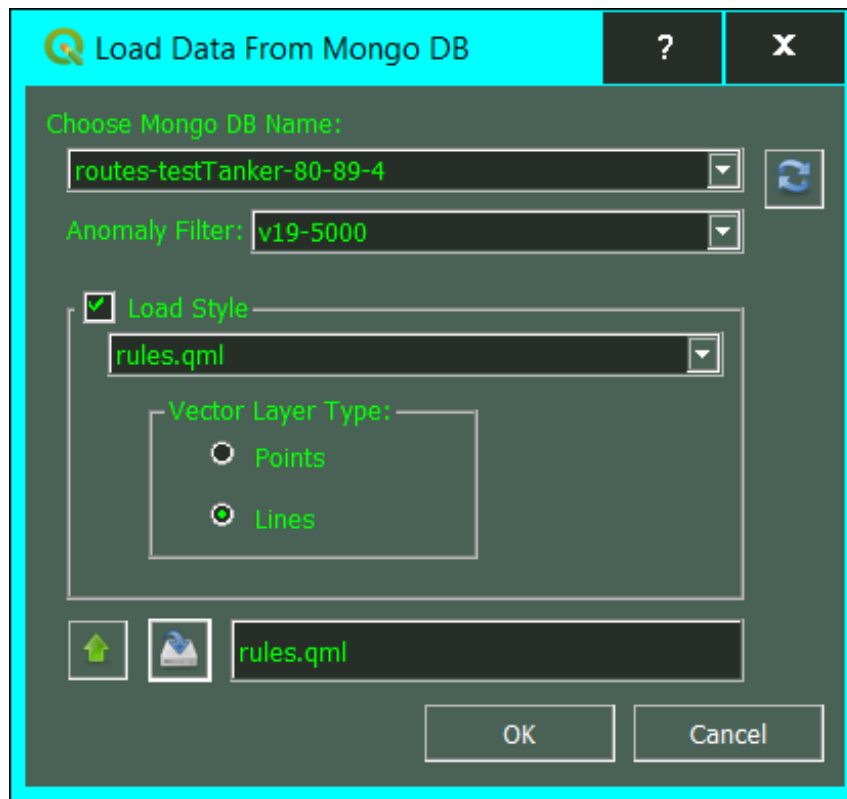 Load Data From Mongo DB ? X
Choose Mongo DB Name:
routes-testTanker-80-89-4
Anomaly Filter: v19-5000
Load Style
rules.qml
Vector Layer Type:
Points
Lines
rules.qml
OK Cancel